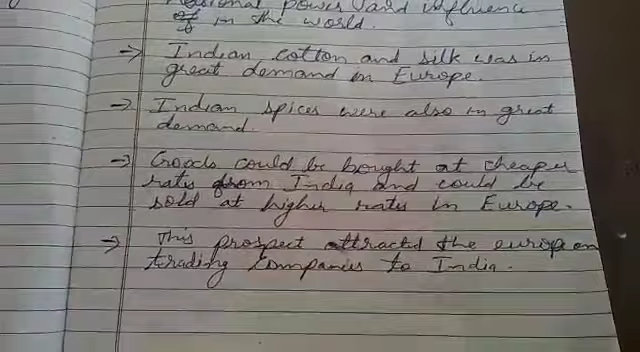 power and influence
of in the world.
→ Indian cotton and silk was in
great demand in Europe.
→ Indian spices were also in great
demand.
→ Goods could be bought at cheaper
rates from India and could be
sold at higher rates in Europe.
→ This prospect attractd the europen
trading companies to India.